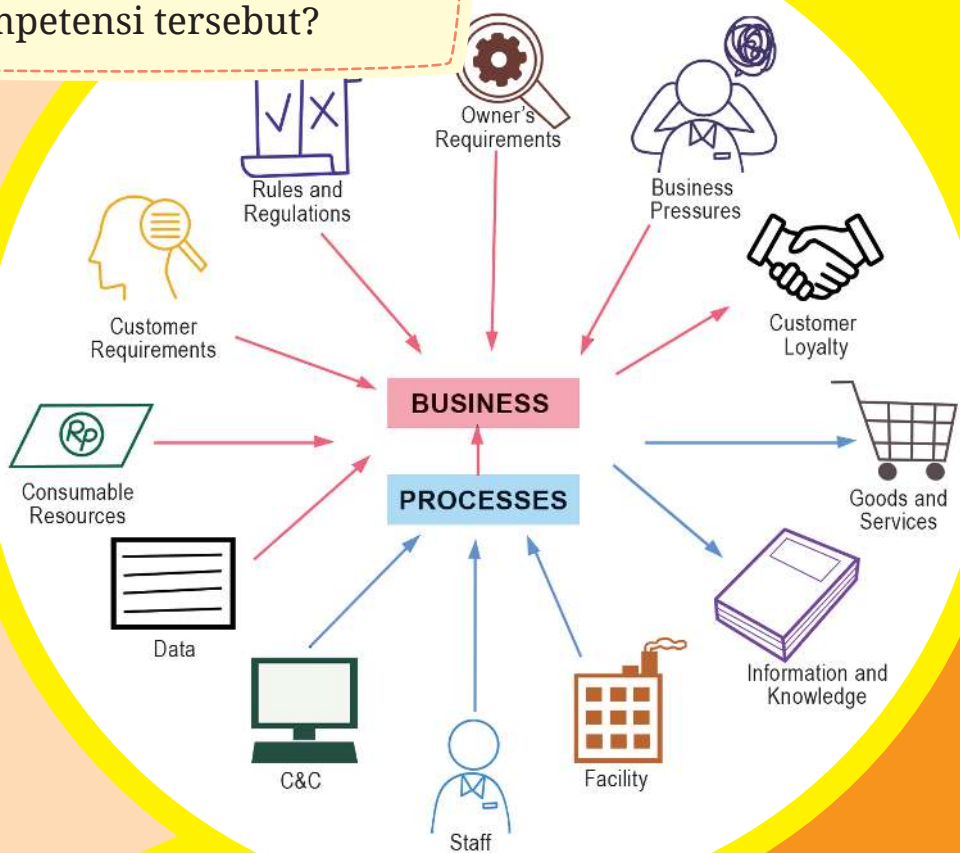 tersebut?
Owner's
Requirements
Rules and
Regulations
Business
Pressures
Customer
Requirements
Customer
Loyalty
BUSINESS
Rp
Consumable
Resources
PROCESSES
Goods and
Services
Data
Information and
Knowledge
C&C
Facility
Staff